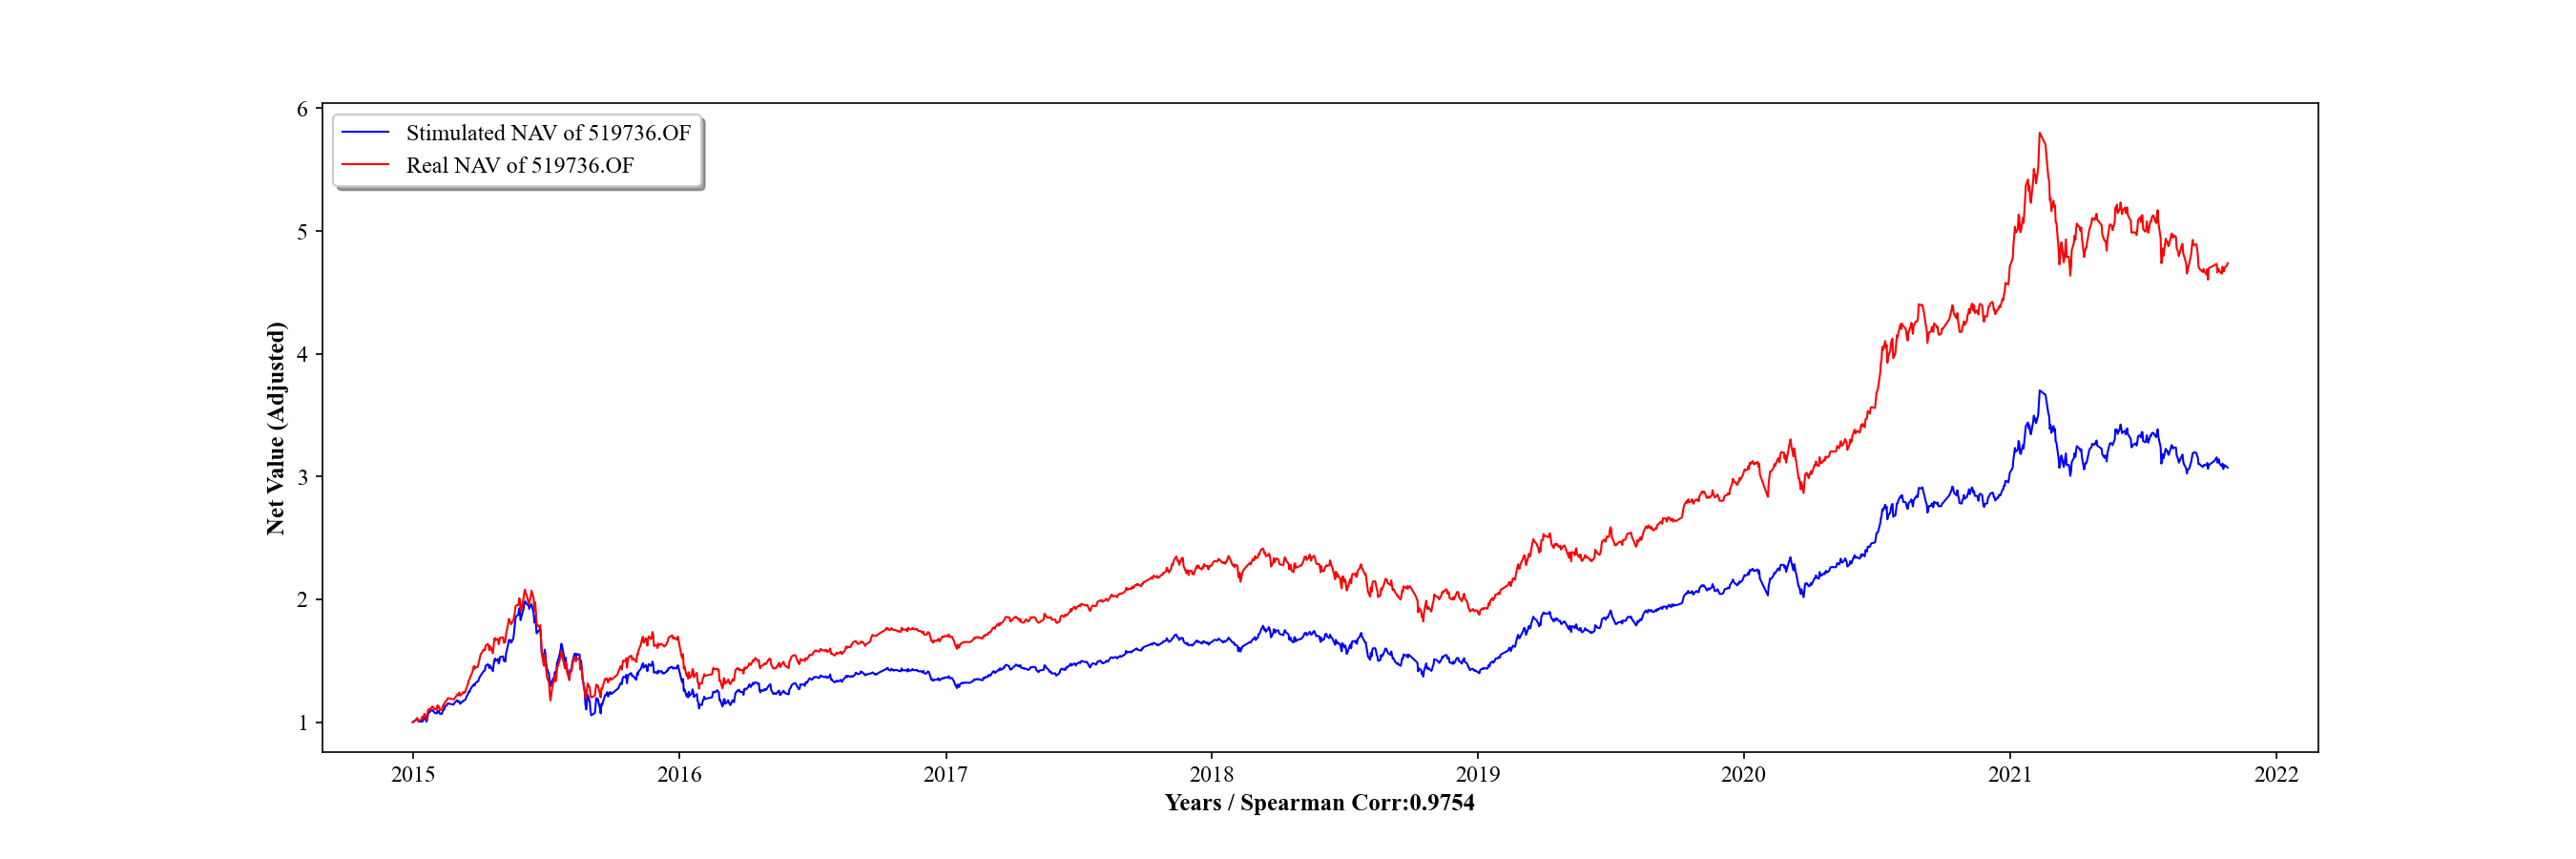 Stimulated NAV of 519736.OF
Real NAV of 519736.OF
6
5
4
3
2
1
Net Value (Adjusted)
2015 2016 2017 2018 2019 2020 2021 2022
Years / Spearman Corr:0.9754